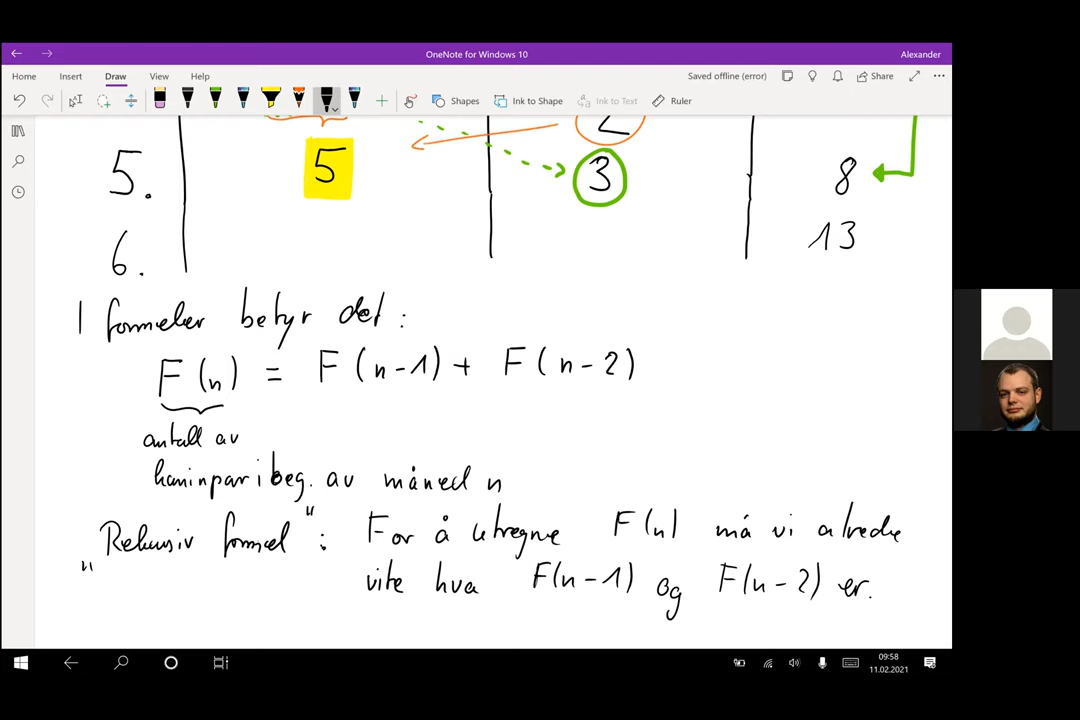 OneNote for Windows 10
Alexander
Home Insert Draw View Help
Saved offline (error)
Share
Shapes
Ink to Shape
Ink to Text
Ruler
2
5. 5 3 8
6. 13
I formeler betyr det:
F(n) = F(n-1) + F(n-2)
antall av
kaninpar i beg. av måned n
„Rekursiv formel“: For å utregne F(n) må vi allrede
vite hva F(n-1) og F(n-2) er.
09:58
11.02.2021